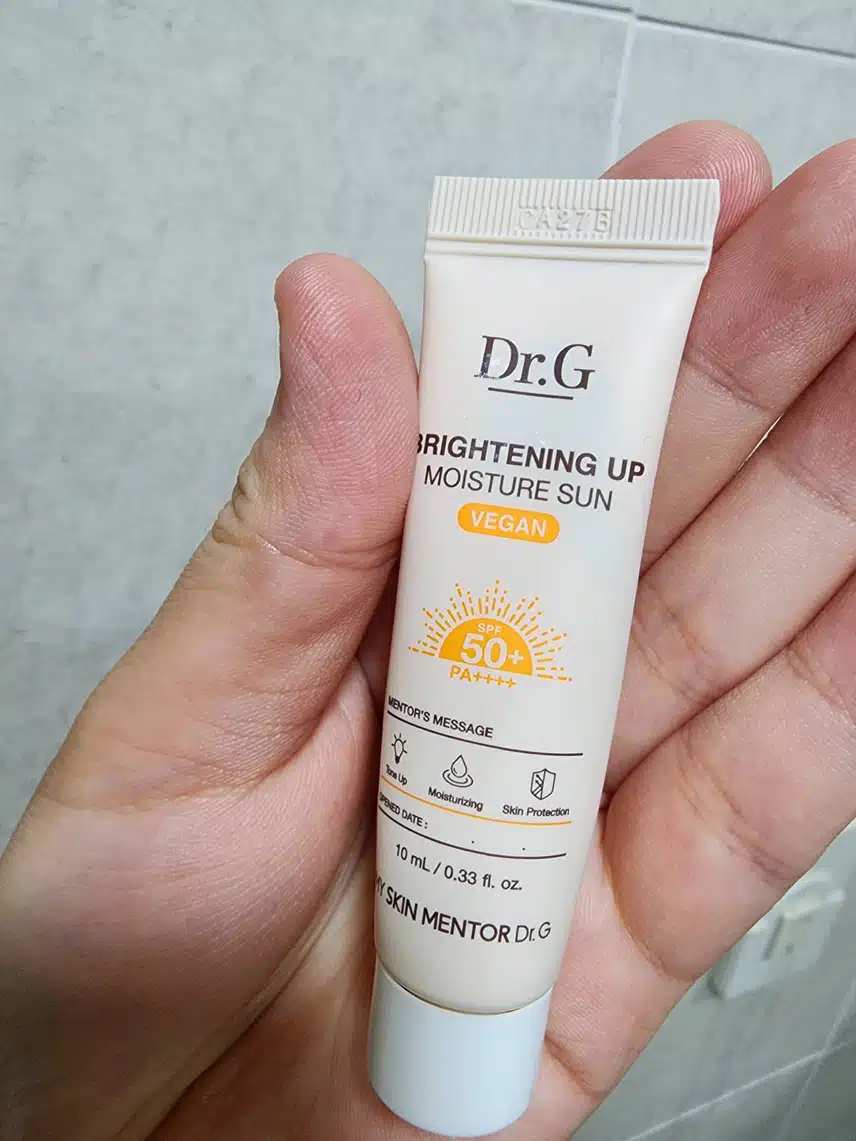 CA27B
Dr.G
BRIGHTENING UP
MOISTURE SUN
VEGAN
SPF
50+
PA++++
MENTOR'S MESSAGE
Tone Up
Moisturizing
Skin Protection
OPENED DATE : . .
10 mL / 0.33 fl. oz.
MY SKIN MENTOR Dr.G